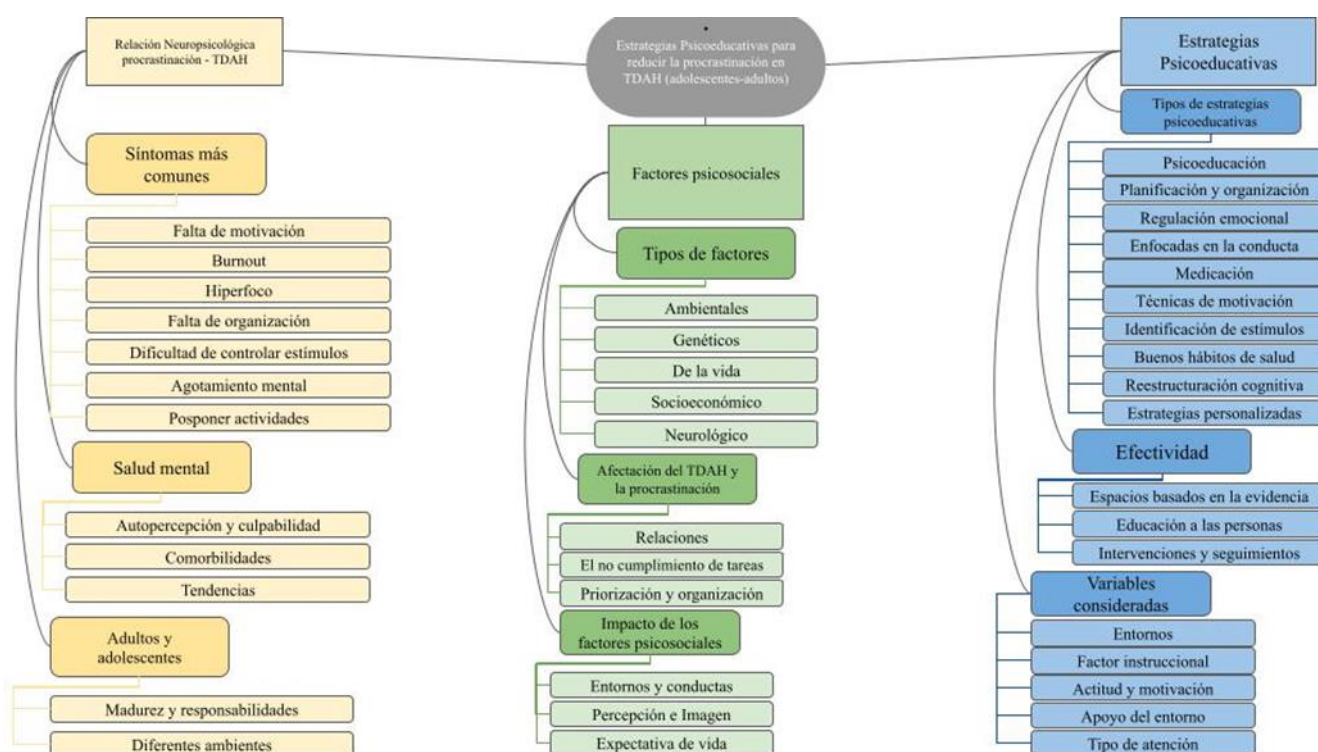 Relación Neuropsicológica
procrastinación - TDAH
Síntomas más
comunes
Falta de motivación
Burnout
Hiperfoco
Falta de organización
Dificultad de controlar estímulos
Agotamiento mental
Posponer actividades
Salud mental
Autopercepción y culpabilidad
Comorbilidades
Tendencias
Adultos y
adolescentes
Madurez y responsabilidades
Diferentes ambientes
Estrategias Psicoeducativas para
reducir la procrastinación en
TDAH (adolescentes-adultos)
Factores psicosociales
Tipos de factores
Ambientales
Genéticos
De la vida
Socioeconómico
Neurológico
Afectación del TDAH y
la procrastinación
Relaciones
El no cumplimiento de tareas
Priorización y organización
Impacto de los
factores psicosociales
Entornos y conductas
Percepción e Imagen
Expectativa de vida
Estrategias
Psicoeducativas
Tipos de estrategias
psicoeducativas
Psicoeducación
Planificación y organización
Regulación emocional
Enfocadas en la conducta
Medicación
Técnicas de motivación
Identificación de estímulos
Buenos hábitos de salud
Reestructuración cognitiva
Estrategias personalizadas
Efectividad
Espacios basados en la evidencia
Educación a las personas
Intervenciones y seguimientos
Variables
consideradas
Entornos
Factor instruccional
Actitud y motivación
Apoyo del entorno
Tipo de atención